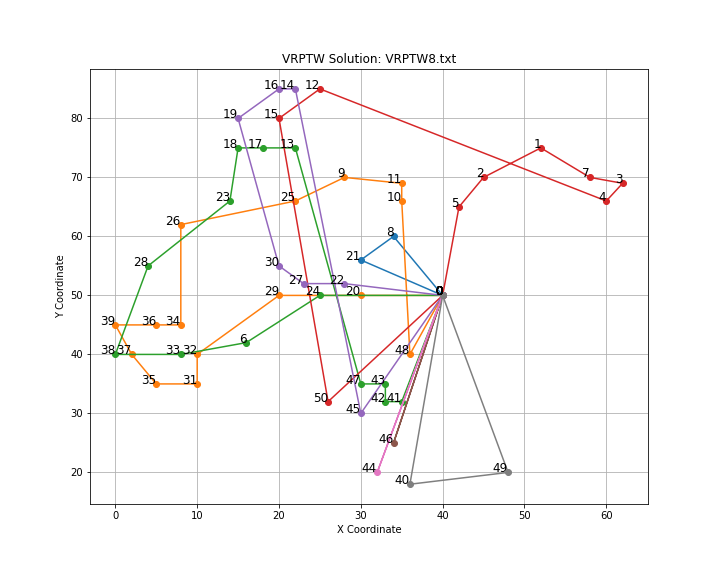 VRPTW Solution: VRPTW8.txt
16 14 12
19 15
18 17 13 1
9 11 2 7 3
23 25 10 5 4
26 8
28 30 21
27 22 0
29 24 20
39 36 34
6
38 37 33 32 48
35 31 47 43
50 42 41
45
46
44 40 49
80
70
60
50
40
30
20
Y Coordinate
0 10 20 30 40 50 60
X Coordinate